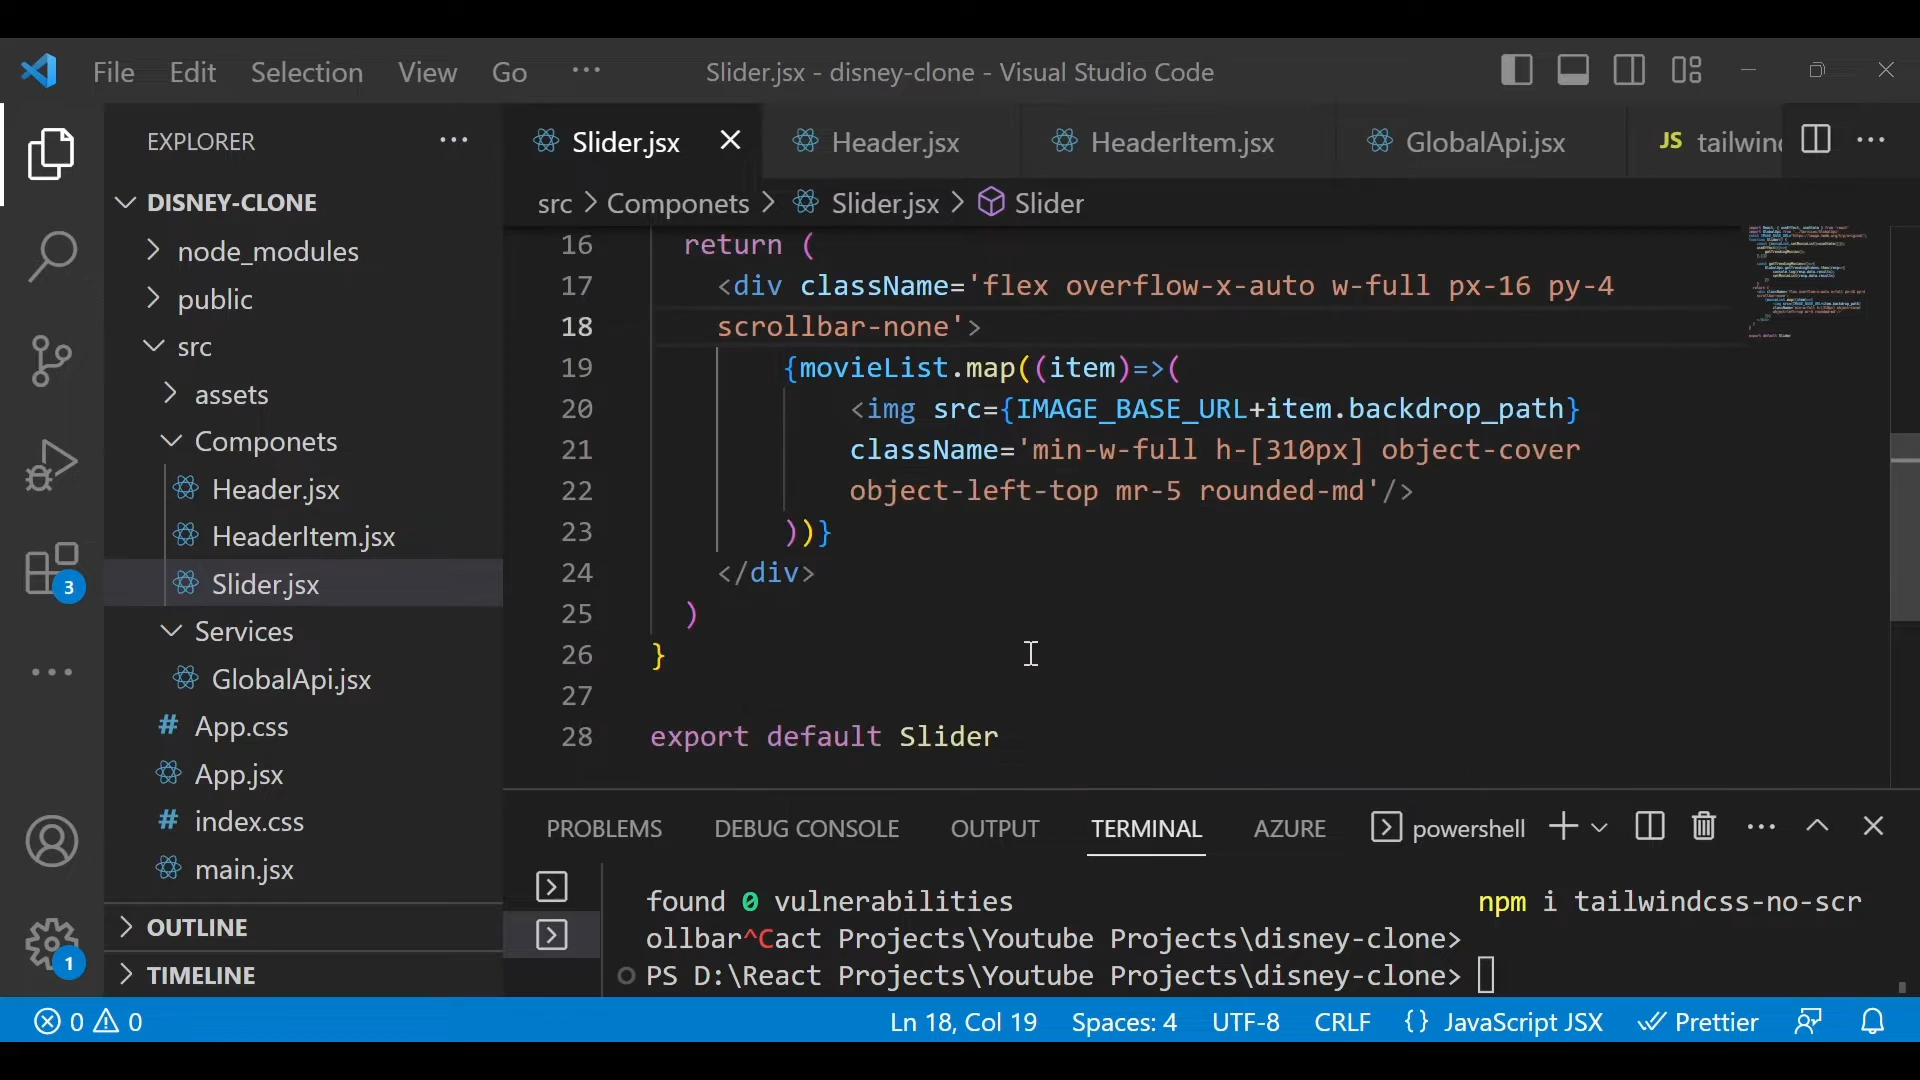 File Edit Selection View Go ··· Slider.jsx - disney-clone - Visual Studio Code
EXPLORER ···
DISNEY-CLONE
node_modules
public
src
assets
Componets
Header.jsx
HeaderItem.jsx
Slider.jsx
Services
GlobalApi.jsx
# App.css
App.jsx
# index.css
main.jsx
OUTLINE
TIMELINE
3
1
Slider.jsx Header.jsx HeaderItem.jsx GlobalApi.jsx JS tailwind ···
src > Componets > Slider.jsx > Slider
16 return (
17 <div className='flex overflow-x-auto w-full px-16 py-4
18 scrollbar-none'>
19 {movieList.map((item)=>(
20 <img src={IMAGE_BASE_URL+item.backdrop_path}
21 className='min-w-full h-[310px] object-cover
22 object-left-top mr-5 rounded-md'/>
23 ))}
24 </div>
25 )
26 }
27
28 export default Slider
PROBLEMS DEBUG CONSOLE OUTPUT TERMINAL AZURE powershell
found 0 vulnerabilities npm i tailwindcss-no-scr
ollbar^Cact Projects\Youtube Projects\disney-clone>
PS D:\React Projects\Youtube Projects\disney-clone>
0 0 Ln 18, Col 19 Spaces: 4 UTF-8 CRLF {} JavaScript JSX Prettier